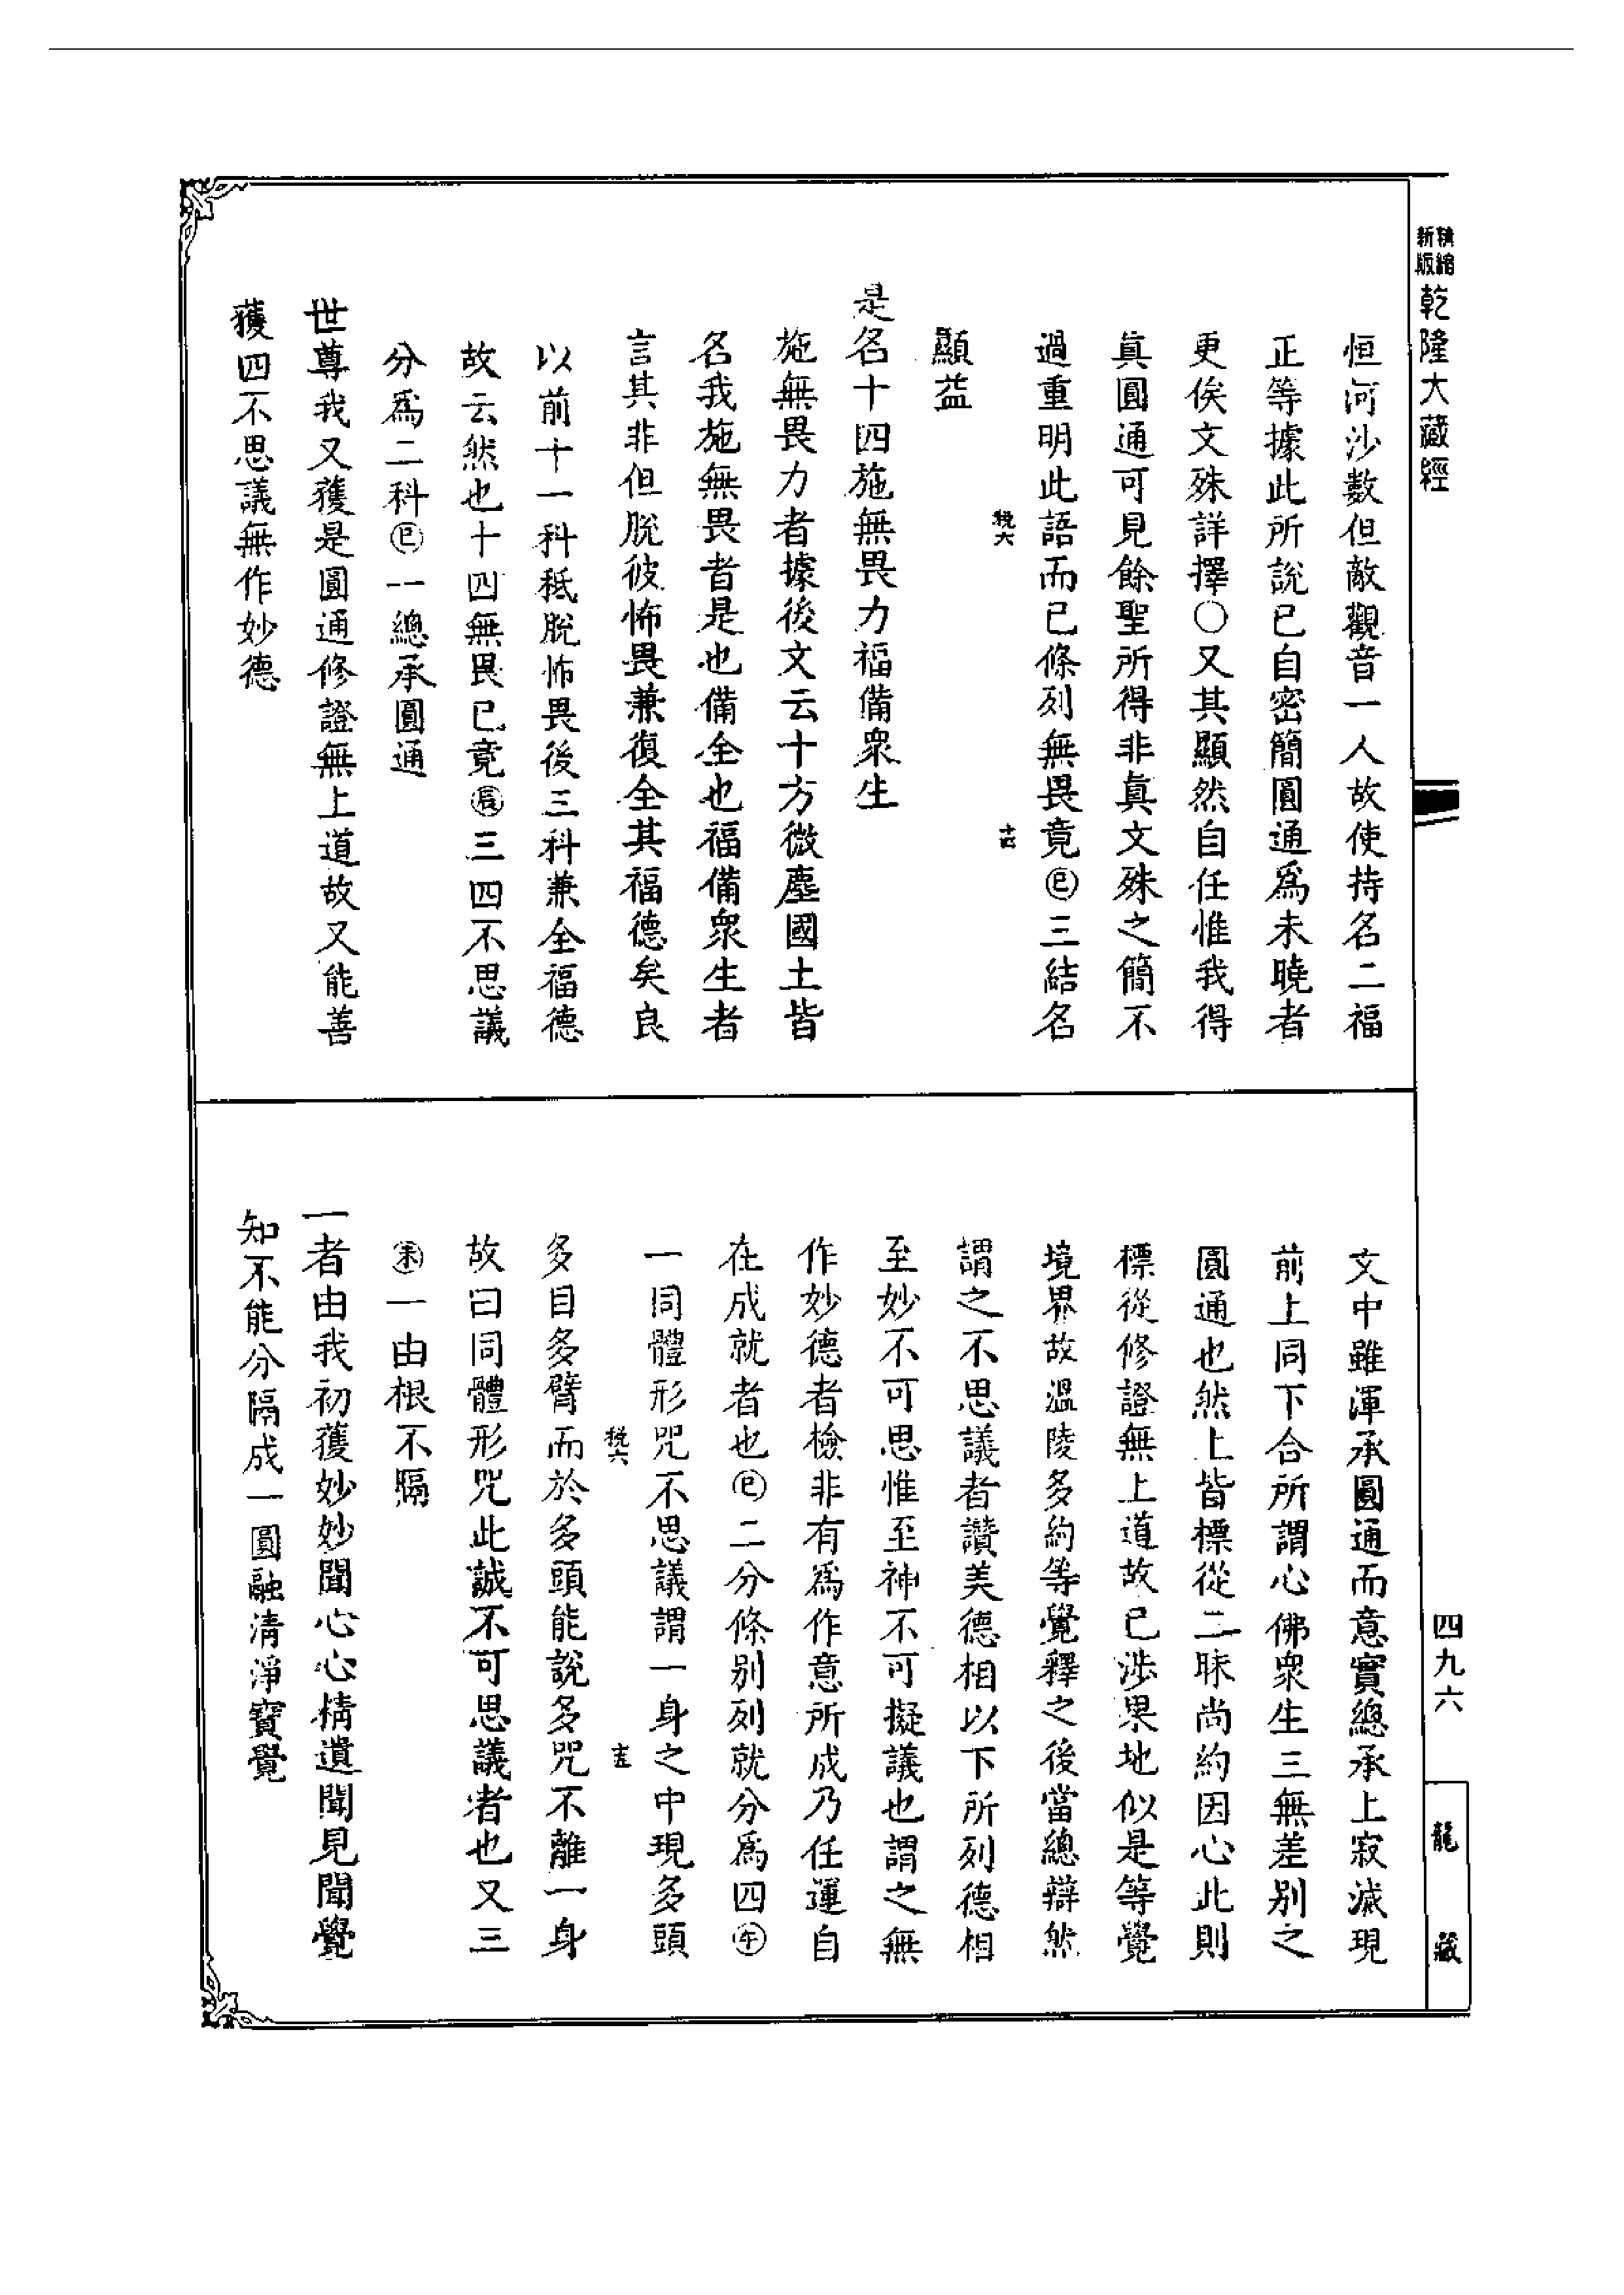 精縮新版
乾隆大藏經
恒河沙數但敵觀音一人故使持名二福
正等據此所說已自密簡圓通爲未曉者
更俟文殊詳擇〇又其顯然自任惟我得
眞圓通可見餘聖所得非眞文殊之簡不
過重明此語而已條列無畏竟㊂三結名
顯益
是名十四施無畏力福備衆生
施無畏力者據後文云十方微塵國土皆
名我施無畏者是也備全也福備衆生者
言其非但脫彼怖畏兼復全其福德矣良
以前十一科秪脫怖畏後三科兼全福德
故云然也十四無畏已竟辰三四不思議
分爲二科巳一總承圓通
世尊我又獲是圓通修證無上道故又能善
獲四不思議無作妙德
文中雖渾承圓通而意實總承上寂滅現
前上同下合所謂心佛衆生三無差別之
圓通也然上皆標從二昧尚約因心此則
標從修證無上道故已涉果地似是等覺
境界故溫陵多約等覺釋之後當總辯然
謂之不思議者讚美德相以下所列德相
至妙不可思惟至神不可擬議也謂之無
作妙德者檢非有爲作意所成乃任運自
在成就者也巳二分條別列就分爲四午
一同體形咒不思議謂一身之中現多頭
多目多臂而於多頭能說多咒不離一身
故曰同體形咒此誠不可思議者也又三
未一由根不隔
一者由我初獲妙妙聞心心精遺聞見聞覺
知不能分隔成一圓融清淨寶覺
四九六
龍藏